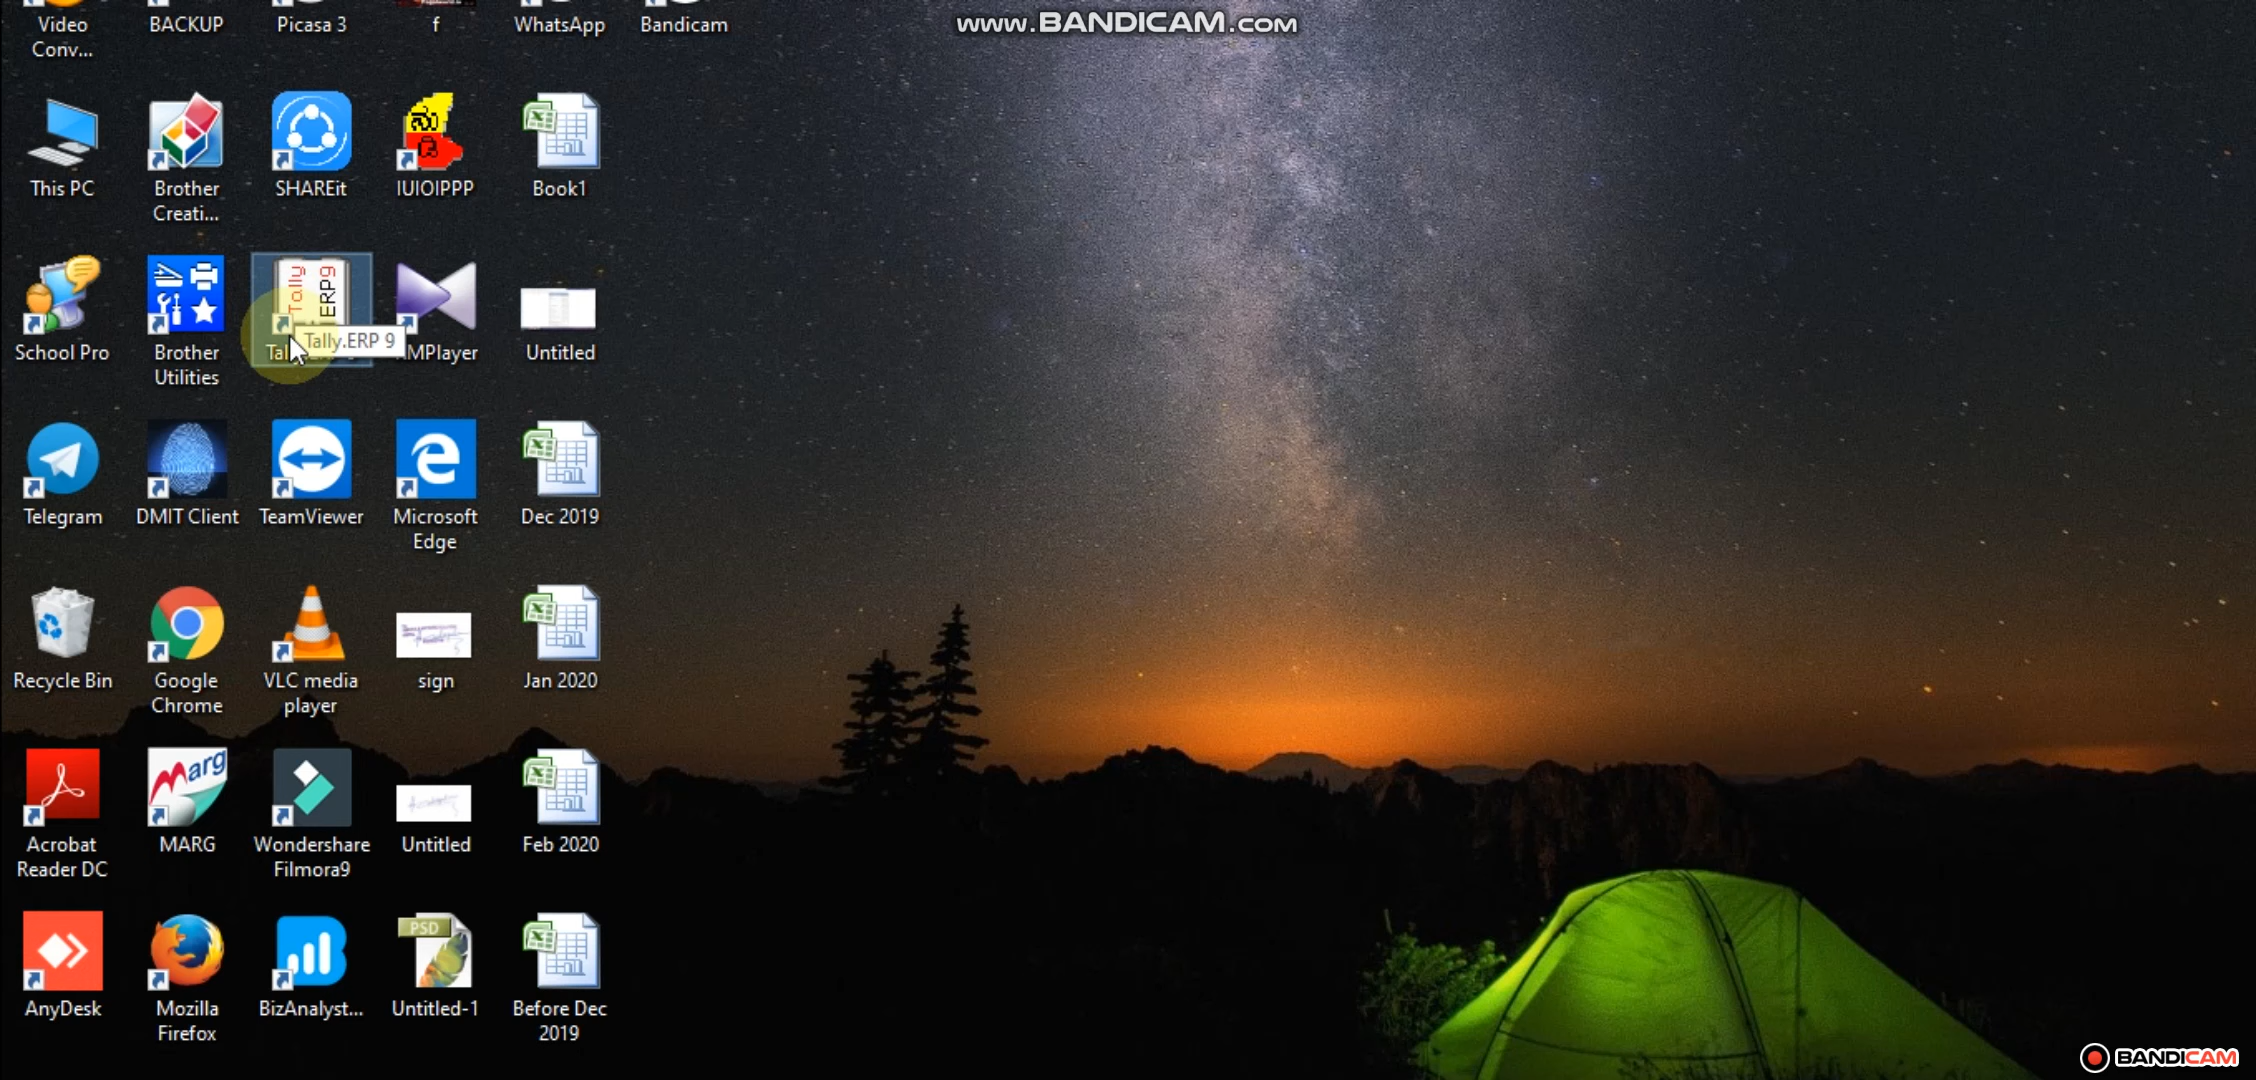 www.BANDICAM.com
Video
Conv...
BACKUP
Picasa 3
f
WhatsApp
Bandicam
This PC
Brother
Creati...
SHAREit
IUIOIPPP
Book1
School Pro
Brother
Utilities
Tally
ERP9
Tally.ERP 9
MPlayer
Untitled
Telegram
DMIT Client
TeamViewer
Microsoft
Edge
Dec 2019
Recycle Bin
Google
Chrome
VLC media
player
sign
Jan 2020
Marg
Acrobat
Reader DC
MARG
Wondershare
Filmora9
Untitled
Feb 2020
PSD
AnyDesk
Mozilla
Firefox
BizAnalyst...
Untitled-1
Before Dec
2019
BANDICAM